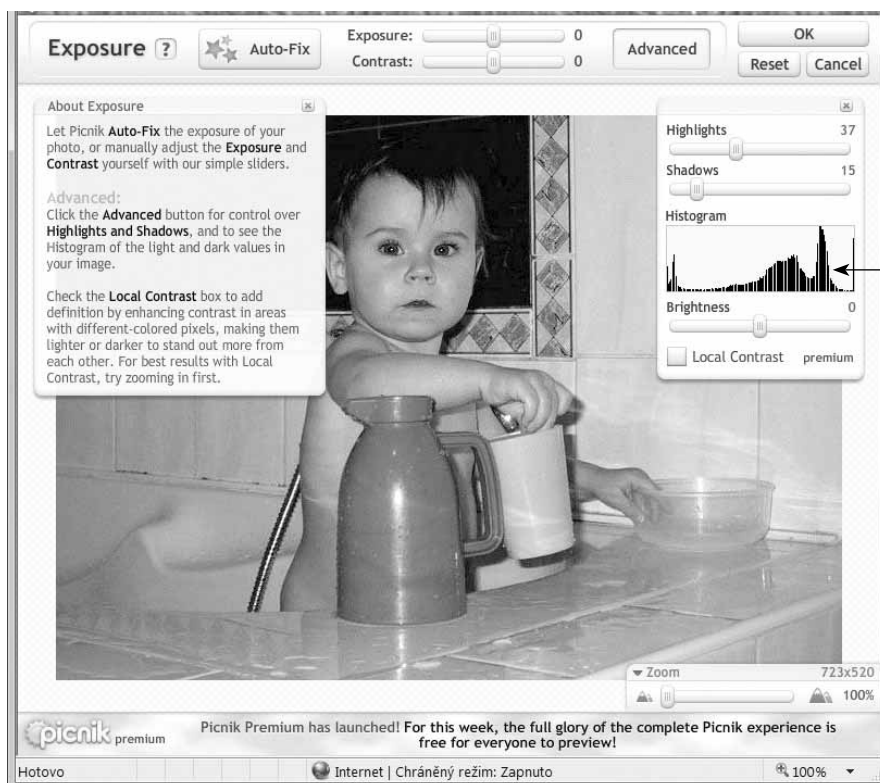 Exposure ?
Auto-Fix
Exposure: 0
Contrast: 0
Advanced
OK
Reset Cancel
About Exposure
Let Picnik Auto-Fix the exposure of your
photo, or manually adjust the Exposure and
Contrast yourself with our simple sliders.
Advanced:
Click the Advanced button for control over
Highlights and Shadows, and to see the
Histogram of the light and dark values in
your image.
Check the Local Contrast box to add
definition by enhancing contrast in areas
with different-colored pixels, making them
lighter or darker to stand out more from
each other. For best results with Local
Contrast, try zooming in first.
Highlights 37
Shadows 15
Histogram
Brightness 0
Local Contrast premium
Zoom 723x520
100%
picnik premium
Picnik Premium has launched! For this week, the full glory of the complete Picnik experience is
free for everyone to preview!
Hotovo
Internet | Chráněný režim: Zapnuto
100%